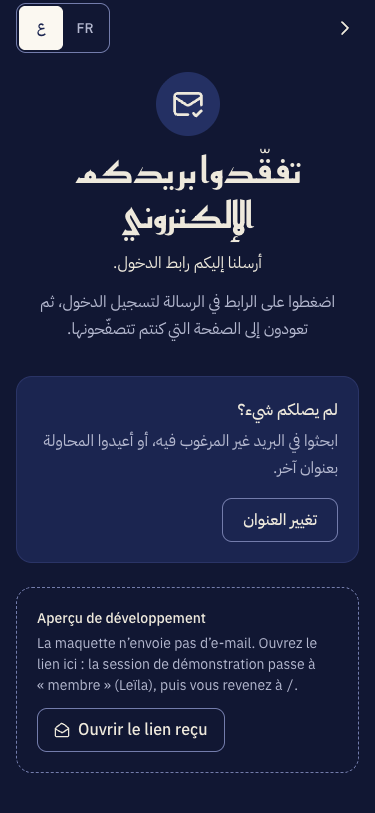 ع
FR
تفقّدوا بريدكم
الإلكتروني
أرسلنا إليكم رابط الدخول.
اضغطوا على الرابط في الرسالة لتسجيل الدخول، ثم
تعودون إلى الصفحة التي كنتم تتصفّحونها.
لم يصلكم شيء؟
ابحثوا في البريد غير المرغوب فيه، أو أعيدوا المحاولة
بعنوان آخر.
تغيير العنوان
Aperçu de développement
La maquette n’envoie pas d’e-mail. Ouvrez le
lien ici : la session de démonstration passe à
« membre » (Leïla), puis vous revenez à /.
Ouvrir le lien reçu